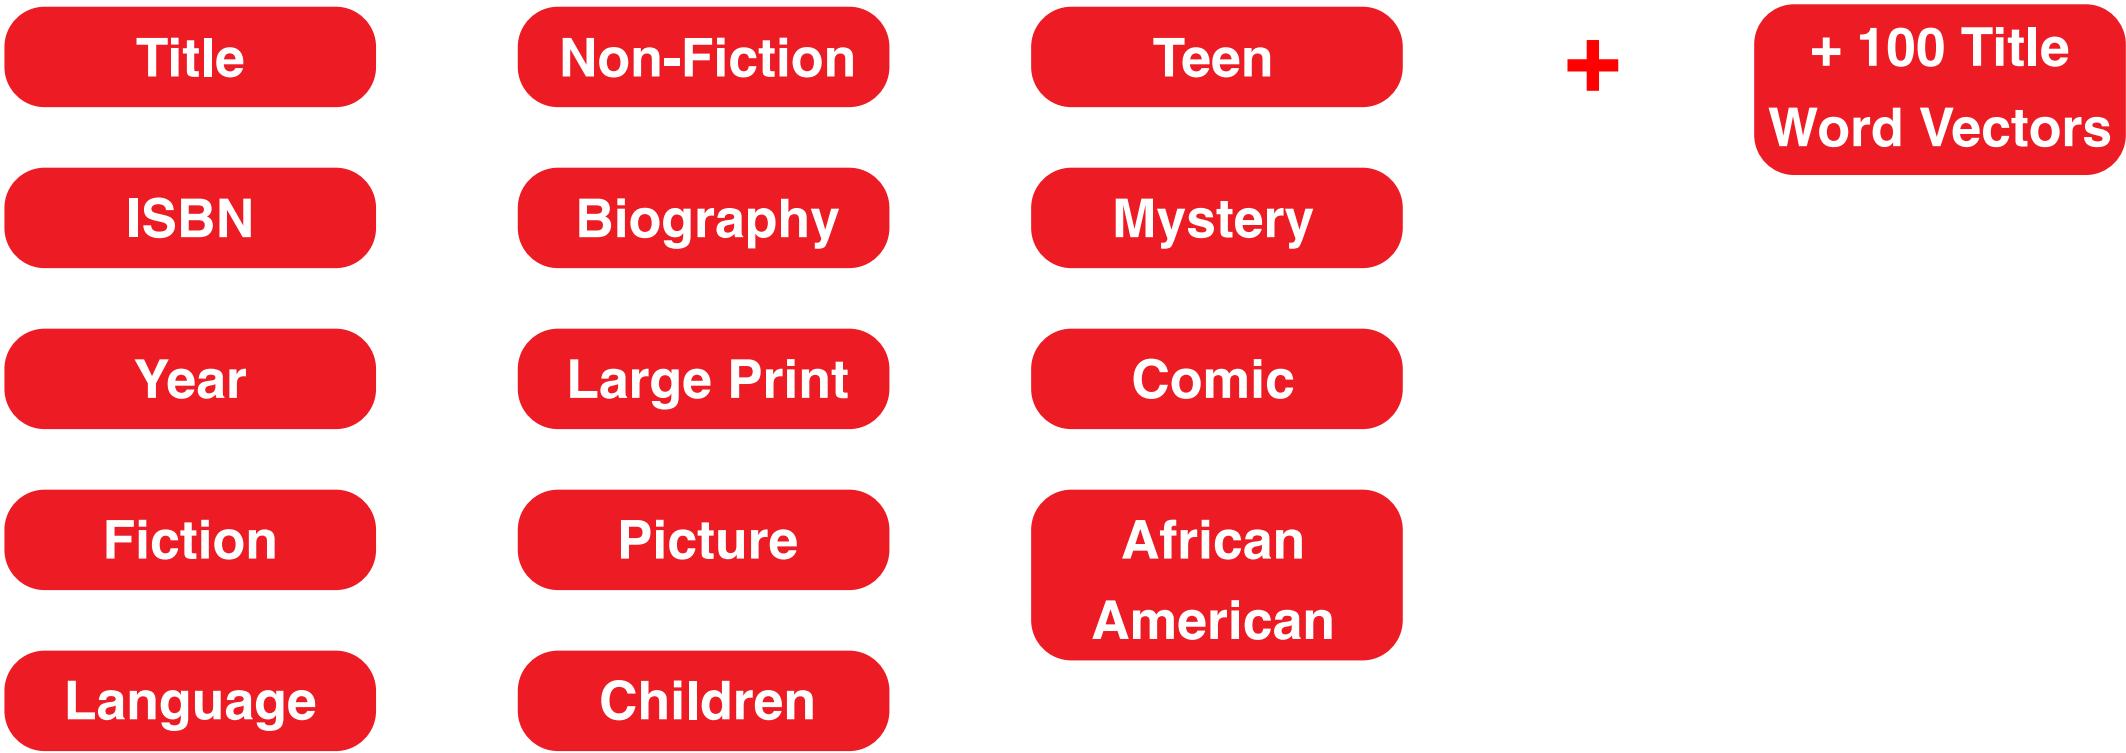 Title
ISBN
Year
Fiction
Language
Non-Fiction
Biography
Large Print
Picture
Children
Teen
Mystery
Comic
African
American
+
+ 100 Title
Word Vectors